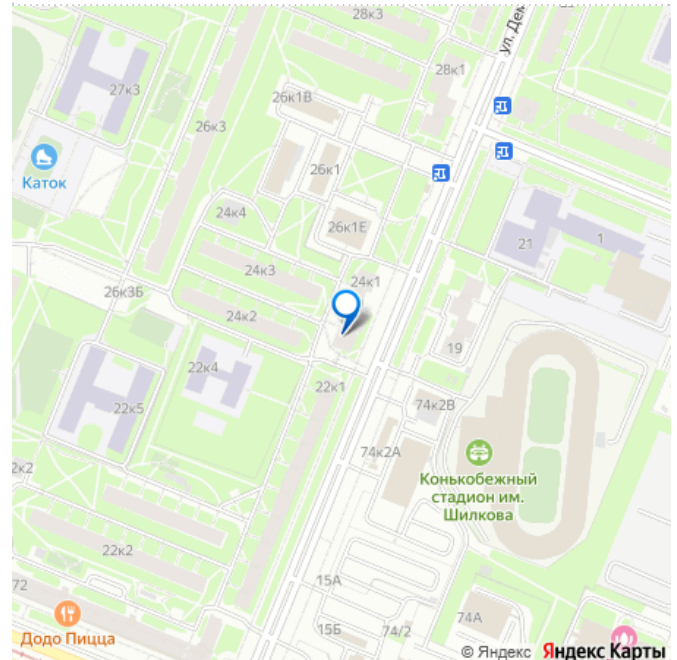 ул. Дем
28к1
27к3
26к1В
26к3
26к1
Каток
24к4
26к1Е
21
1
24к3
24к1
26к3Б
24к2
19
22к4
22к1
22к5
74к2В
74к2А
2к2
Конькобежный
стадион им.
Шилкова
22к2
15А
72
15Б
74/2
74А
Додо Пицца
© Яндекс Яндекс Карты